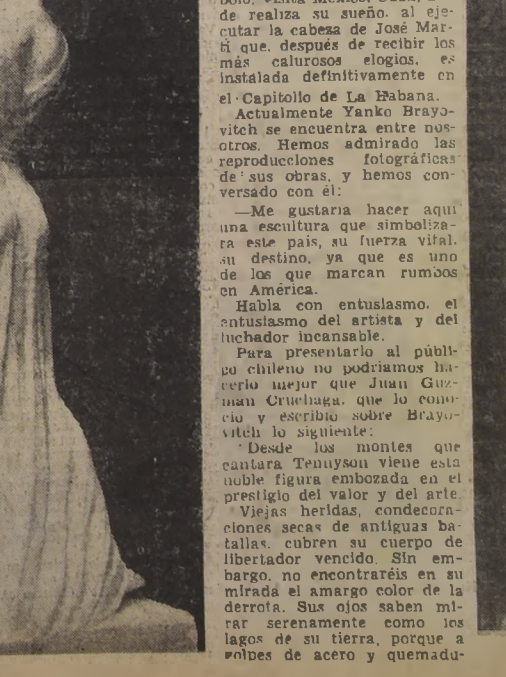 de realiza su sueño, al eje-
cutar la cabeza de José Mar-
ti que, después de recibir los
más calurosos elogios, es
instalada definitivamente en
el Capitolio de La Habana.
Actualmente Yanko Brayo-
vitch se encuentra entre nos-
otros. Hemos admirado las
reproducciones fotográficas
de sus obras, y hemos con-
versado con él:
—Me gustaría hacer aquí
una escultura que simboliza-
ra este país, su fuerza vital,
su destino, ya que es uno
de los que marcan rumbos
en América.
Habla con entusiasmo, el
entusiasmo del artista y del
luchador incansable.
Para presentarlo al públi-
co chileno no podríamos ha-
cerlo mejor que Juan Guz-
mán Cruchaga, que lo cono-
ció y escribió sobre Brayo-
vitch lo siguiente:
"Desde los montes que
cantara Tennyson viene esta
noble figura embozada en el
prestigio del valor y del arte.
Viejas heridas, condecora-
ciones secas de antiguas ba-
tallas, cubren su cuerpo de
libertador vencido. Sin em-
bargo, no encontraréis en su
mirada el amargo color de la
derrota. Sus ojos saben mi-
rar serenamente como los
lagos de su tierra, porque a
golpes de acero y quemadu-